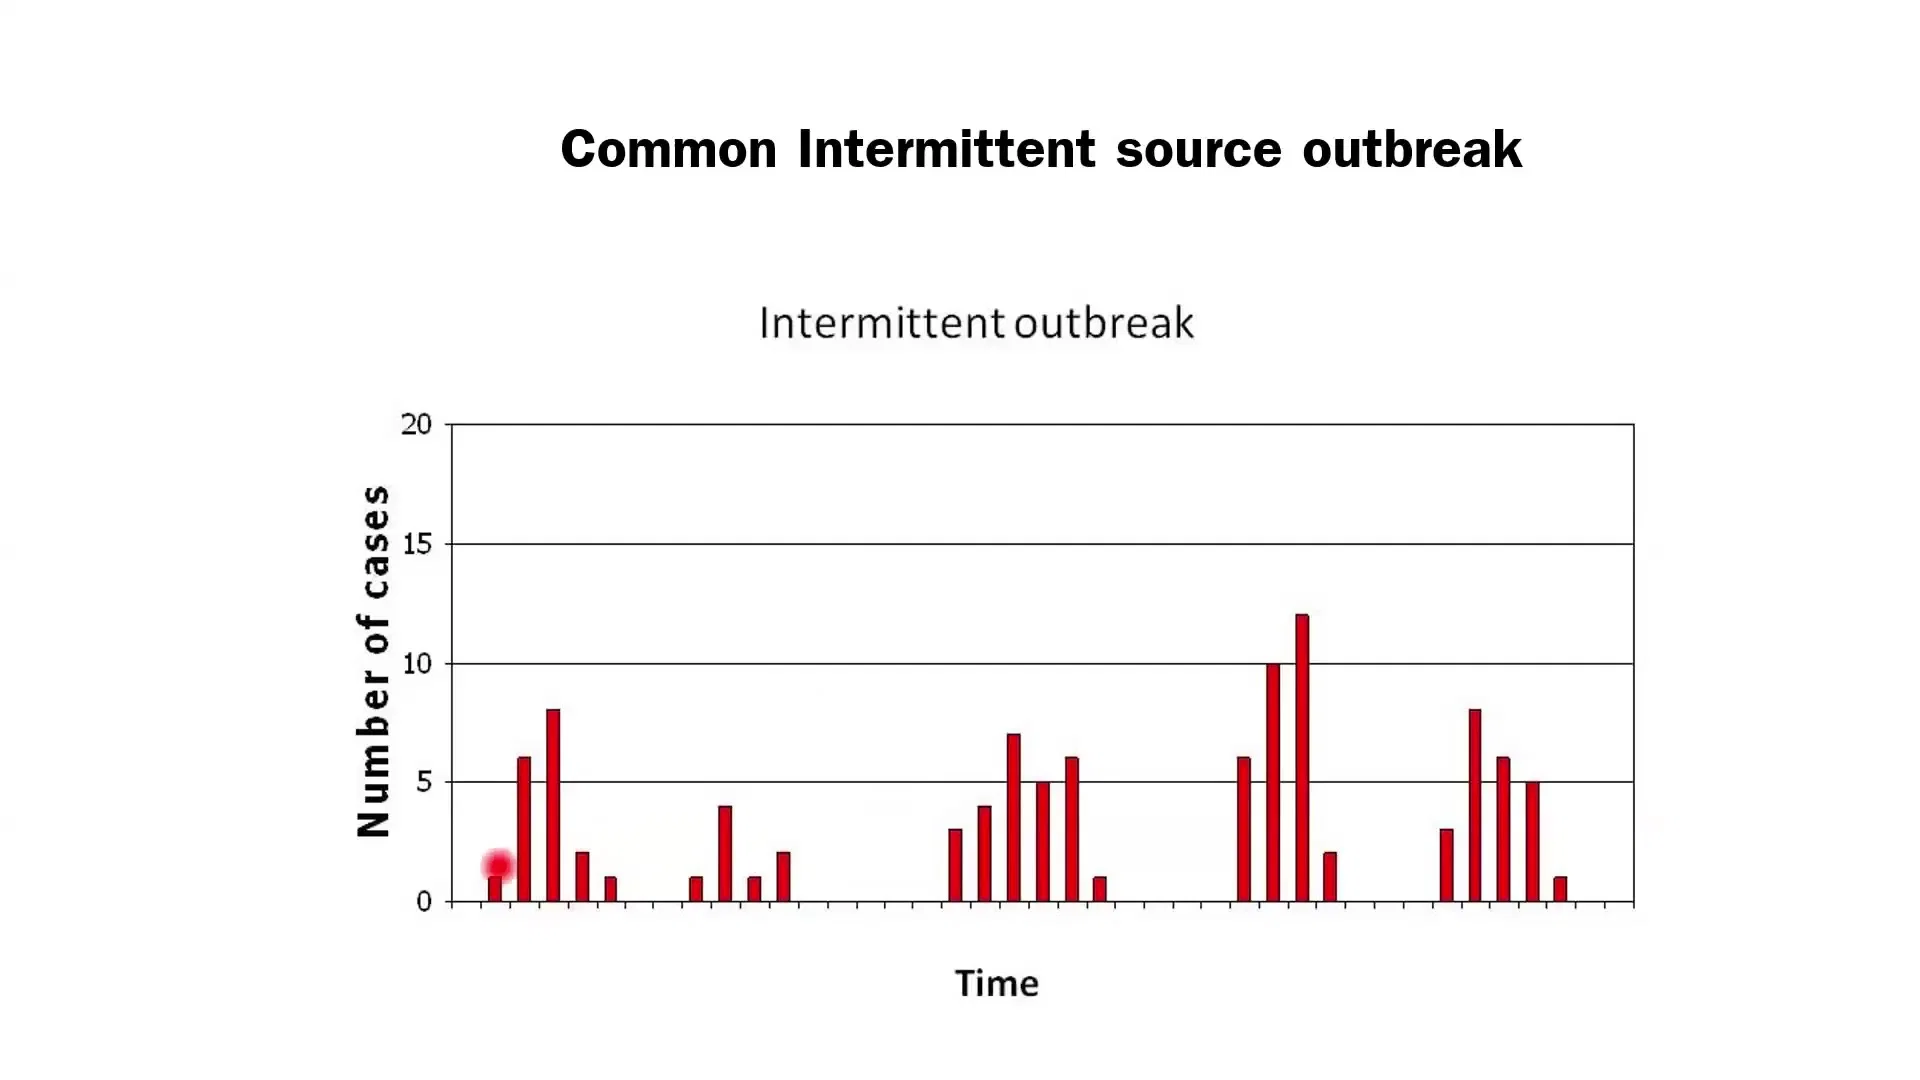 Common Intermittent source outbreak
Intermittent outbreak
Number of cases
20
15
10
5
0
Time